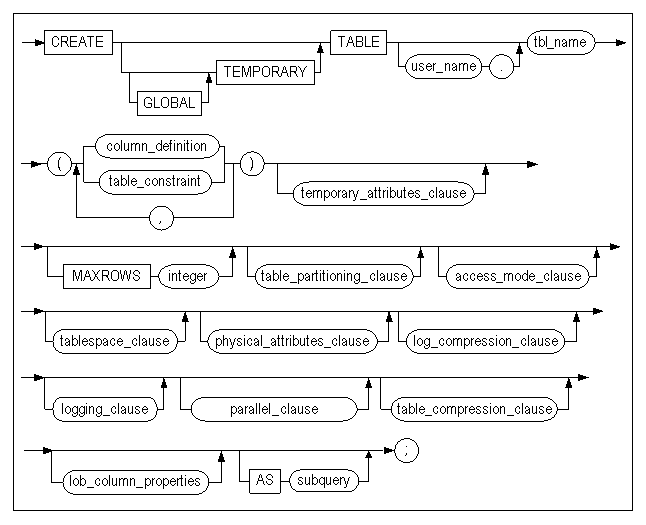 CREATE TEMPORARY TABLE user_name . tbl_name
GLOBAL
( column_definition )
table_constraint temporary_attributes_clause
,
MAXROWS integer table_partitioning_clause access_mode_clause
tablespace_clause physical_attributes_clause log_compression_clause
logging_clause parallel_clause table_compression_clause
lob_column_properties AS subquery ;